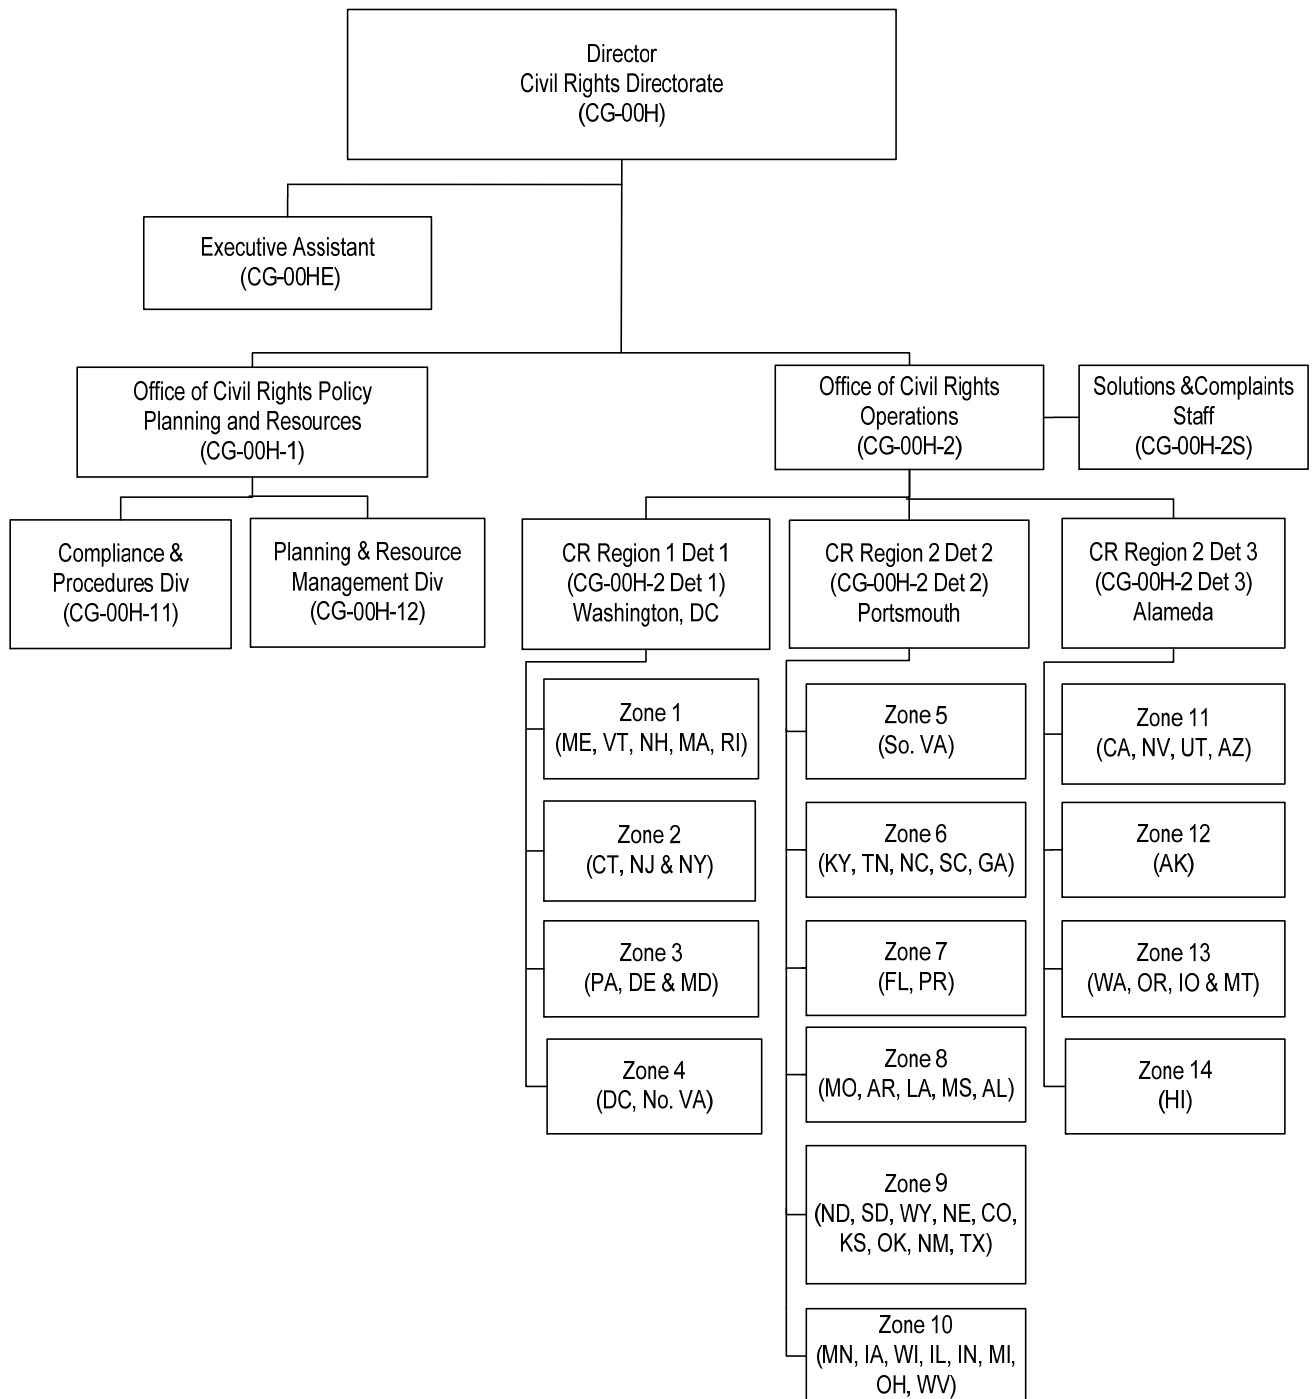 Director
Civil Rights Directorate
(CG-00H)
Executive Assistant
(CG-00HE)
Office of Civil Rights Policy
Planning and Resources
(CG-00H-1)
Office of Civil Rights
Operations
(CG-00H-2)
Solutions &Complaints
Staff
(CG-00H-2S)
Compliance &
Procedures Div
(CG-00H-11)
Planning & Resource
Management Div
(CG-00H-12)
CR Region 1 Det 1
(CG-00H-2 Det 1)
Washington, DC
CR Region 2 Det 2
(CG-00H-2 Det 2)
Portsmouth
CR Region 2 Det 3
(CG-00H-2 Det 3)
Alameda
Zone 1
(ME, VT, NH, MA, RI)
Zone 2
(CT, NJ & NY)
Zone 3
(PA, DE & MD)
Zone 4
(DC, No. VA)
Zone 5
(So. VA)
Zone 6
(KY, TN, NC, SC, GA)
Zone 7
(FL, PR)
Zone 8
(MO, AR, LA, MS, AL)
Zone 9
(ND, SD, WY, NE, CO,
KS, OK, NM, TX)
Zone 10
(MN, IA, WI, IL, IN, MI,
OH, WV)
Zone 11
(CA, NV, UT, AZ)
Zone 12
(AK)
Zone 13
(WA, OR, IO & MT)
Zone 14
(HI)